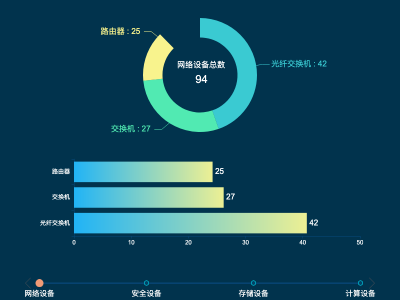 路由器 : 25
网络设备总数
94
光纤交换机 : 42
交换机 : 27
路由器
25
交换机
27
光纤交换机
42
0 10 20 30 40 50
网络设备 安全设备 存储设备 计算设备